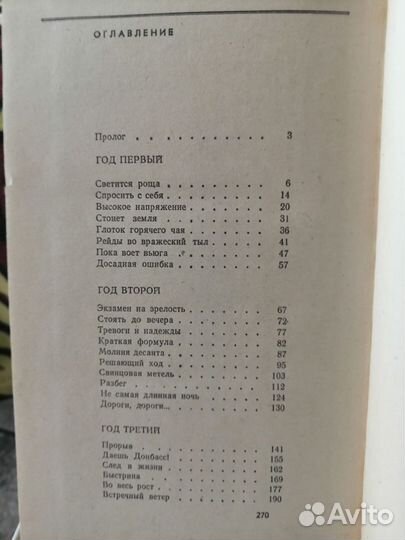 ОГЛАВЛЕНИЕ
Пролог . . . . . . . . . . . 3
ГОД ПЕРВЫЙ
Светится роща . . . . . . . 6
Спросить с себя . . . . . . . 14
Высокое напряжение . . . . . . 20
Стонет земля . . . . . . . . 31
Глоток горячего чая . . . . . . 36
Рейды во вражеский тыл . . . . 41
Пока воет вьюга . . . . . . . 47
Досадная ошибка . . . . . . . 57
ГОД ВТОРОЙ
Экзамен на зрелость . . . . . . 67
Стоять до вечера . . . . . . . 72
Тревоги и надежды . . . . . . 77
Краткая формула . . . . . . . 82
Молния десанта . . . . . . . 87
Решающий ход . . . . . . . . 95
Свинцовая метель . . . . . . . 103
Разбег . . . . . . . . . . 112
Не самая длинная ночь . . . . . 124
Дороги, дороги... . . . . . . . 130
ГОД ТРЕТИЙ
Прорыв . . . . . . . . . . 141
Даешь Донбасс! . . . . . . . 155
След в жизни . . . . . . . . 162
Быстрина . . . . . . . . . 169
Во весь рост . . . . . . . . 177
Встречный ветер . . . . . . . 190
270
Avito